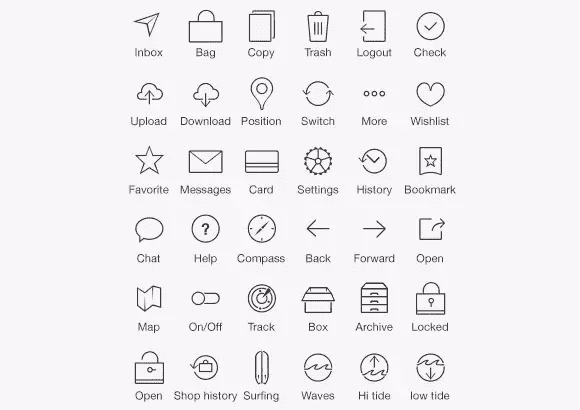 Inbox Bag Copy Trash Logout Check
Upload Download Position Switch More Wishlist
Favorite Messages Card Settings History Bookmark
?
Chat Help Compass Back Forward Open
Map On/Off Track Box Archive Locked
Open Shop history Surfing Waves Hi tide low tide